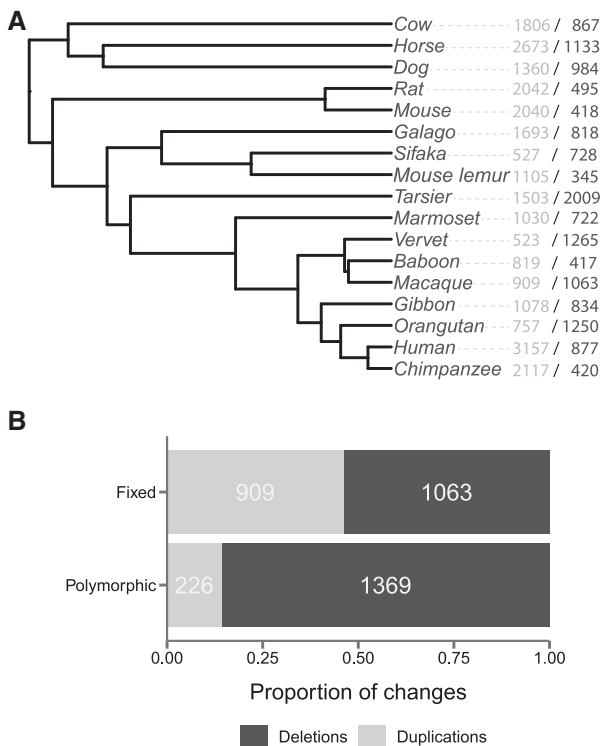 A
Cow 1806 / 867
Horse 2673 / 1133
Dog 1360 / 984
Rat 2042 / 495
Mouse 2040 / 418
Galago 1693 / 818
Sifaka 527 / 728
Mouse lemur 1105 / 345
Tarsier 1503 / 2009
Marmoset 1030 / 722
Vervet 523 / 1265
Baboon 819 / 417
Macaque 909 / 1063
Gibbon 1078 / 834
Orangutan 757 / 1250
Human 3157 / 877
Chimpanzee 2117 / 420
B
Fixed 909 1063
Polymorphic 226 1369
0.00 0.25 0.50 0.75 1.00
Proportion of changes
Deletions Duplications